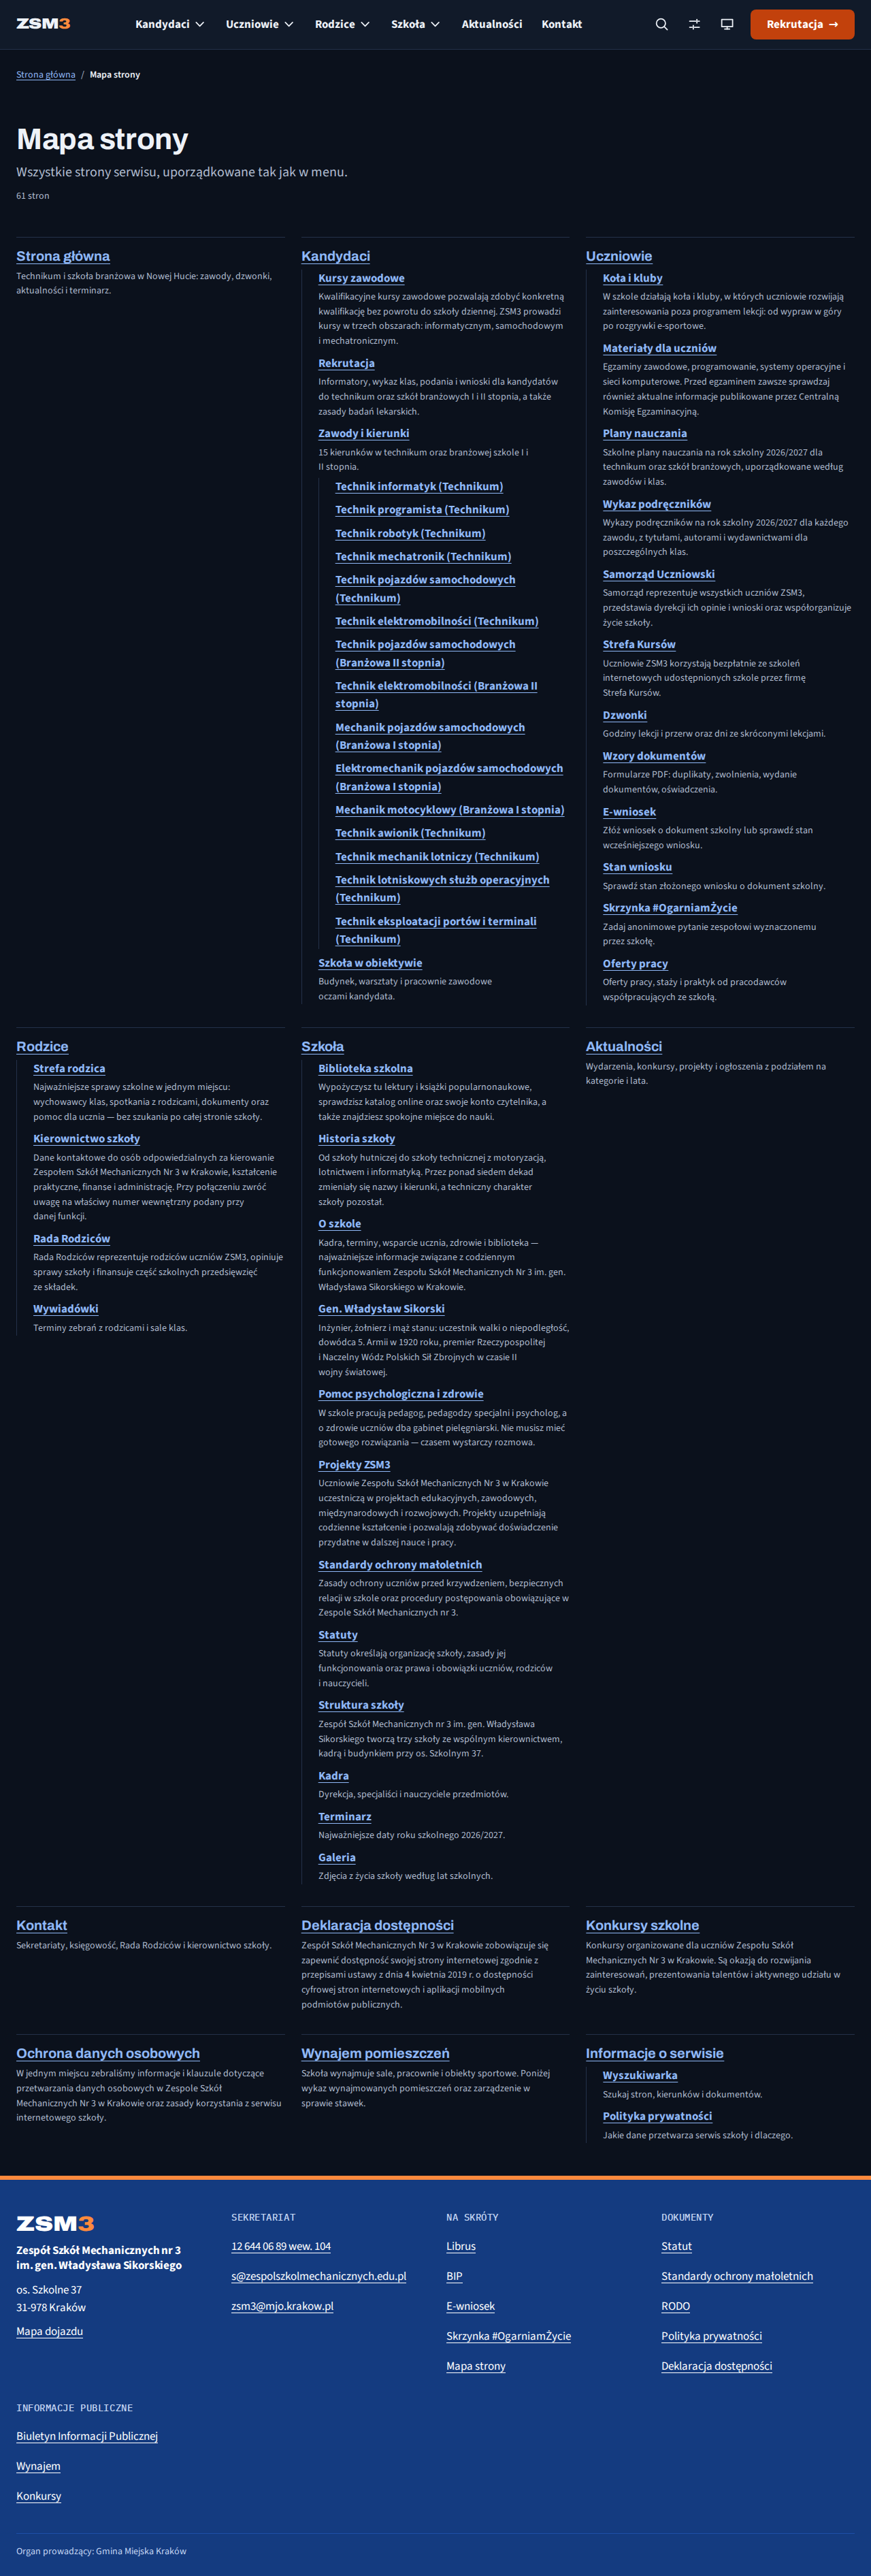 ZSM3
Kandydaci
Uczniowie
Rodzice
Szkoła
Aktualności
Kontakt
Rekrutacja →
Strona główna / Mapa strony
Mapa strony
Wszystkie strony serwisu, uporządkowane tak jak w menu.
61 stron
Strona główna
Technikum i szkoła branżowa w Nowej Hucie: zawody, dzwonki,
aktualności i terminarz.
Kandydaci
Kursy zawodowe
Kwalifikacyjne kursy zawodowe pozwalają zdobyć konkretną
kwalifikację bez powrotu do szkoły dziennej. ZSM3 prowadzi
kursy w trzech obszarach: informatycznym, samochodowym
i mechatronicznym.
Rekrutacja
Informatory, wykaz klas, podania i wnioski dla kandydatów
do technikum oraz szkół branżowych I i II stopnia, a także
zasady badań lekarskich.
Zawody i kierunki
15 kierunków w technikum oraz branżowej szkole I i
II stopnia.
Technik informatyk (Technikum)
Technik programista (Technikum)
Technik robotyk (Technikum)
Technik mechatronik (Technikum)
Technik pojazdów samochodowych
(Technikum)
Technik elektromobilności (Technikum)
Technik pojazdów samochodowych
(Branżowa II stopnia)
Technik elektromobilności (Branżowa II
stopnia)
Mechanik pojazdów samochodowych
(Branżowa I stopnia)
Elektromechanik pojazdów samochodowych
(Branżowa I stopnia)
Mechanik motocyklowy (Branżowa I stopnia)
Technik awionik (Technikum)
Technik mechanik lotniczy (Technikum)
Technik lotniskowych służb operacyjnych
(Technikum)
Technik eksploatacji portów i terminali
(Technikum)
Szkoła w obiektywie
Budynek, warsztaty i pracownie zawodowe
oczami kandydata.
Uczniowie
Koła i kluby
W szkole działają koła i kluby, w których uczniowie rozwijają
zainteresowania poza programem lekcji: od wypraw w góry
po rozgrywki e-sportowe.
Materiały dla uczniów
Egzaminy zawodowe, programowanie, systemy operacyjne i
sieci komputerowe. Przed egzaminem zawsze sprawdzaj
również aktualne informacje publikowane przez Centralną
Komisję Egzaminacyjną.
Plany nauczania
Szkolne plany nauczania na rok szkolny 2026/2027 dla
technikum oraz szkół branżowych, uporządkowane według
zawodów i klas.
Wykaz podręczników
Wykazy podręczników na rok szkolny 2026/2027 dla każdego
zawodu, z tytułami, autorami i wydawnictwami dla
poszczególnych klas.
Samorząd Uczniowski
Samorząd reprezentuje wszystkich uczniów ZSM3,
przedstawia dyrekcji ich opinie i wnioski oraz współorganizuje
życie szkoły.
Strefa Kursów
Uczniowie ZSM3 korzystają bezpłatnie ze szkoleń
internetowych udostępnionych szkole przez firmę
Strefa Kursów.
Dzwonki
Godziny lekcji i przerw oraz dni ze skróconymi lekcjami.
Wzory dokumentów
Formularze PDF: duplikaty, zwolnienia, wydanie
dokumentów, oświadczenia.
E-wniosek
Złóż wniosek o dokument szkolny lub sprawdź stan
wcześniejszego wniosku.
Stan wniosku
Sprawdź stan złożonego wniosku o dokument szkolny.
Skrzynka #OgarniamŻycie
Zadaj anonimowe pytanie zespołowi wyznaczonemu
przez szkołę.
Oferty pracy
Oferty pracy, staży i praktyk od pracodawców
współpracujących ze szkołą.
Rodzice
Strefa rodzica
Najważniejsze sprawy szkolne w jednym miejscu:
wychowawcy klas, spotkania z rodzicami, dokumenty oraz
pomoc dla ucznia — bez szukania po całej stronie szkoły.
Kierownictwo szkoły
Dane kontaktowe do osób odpowiedzialnych za kierowanie
Zespołem Szkół Mechanicznych Nr 3 w Krakowie, kształcenie
praktyczne, finanse i administrację. Przy połączeniu zwróć
uwagę na właściwy numer wewnętrzny podany przy
danej funkcji.
Rada Rodziców
Rada Rodziców reprezentuje rodziców uczniów ZSM3, opiniuje
sprawy szkoły i finansuje część szkolnych przedsięwzięć
ze składek.
Wywiadówki
Terminy zebrań z rodzicami i sale klas.
Szkoła
Biblioteka szkolna
Wypożyczysz tu lektury i książki popularnonaukowe,
sprawdzisz katalog online oraz swoje konto czytelnika, a
także znajdziesz spokojne miejsce do nauki.
Historia szkoły
Od szkoły hutniczej do szkoły technicznej z motoryzacją,
lotnictwem i informatyką. Przez ponad siedem dekad
zmieniały się nazwy i kierunki, a techniczny charakter
szkoły pozostał.
O szkole
Kadra, terminy, wsparcie ucznia, zdrowie i biblioteka —
najważniejsze informacje związane z codziennym
funkcjonowaniem Zespołu Szkół Mechanicznych Nr 3 im. gen.
Władysława Sikorskiego w Krakowie.
Gen. Władysław Sikorski
Inżynier, żołnierz i mąż stanu: uczestnik walki o niepodległość,
dowódca 5. Armii w 1920 roku, premier Rzeczypospolitej
i Naczelny Wódz Polskich Sił Zbrojnych w czasie II
wojny światowej.
Pomoc psychologiczna i zdrowie
W szkole pracują pedagog, pedagodzy specjalni i psycholog, a
o zdrowie uczniów dba gabinet pielęgniarski. Nie musisz mieć
gotowego rozwiązania — czasem wystarczy rozmowa.
Projekty ZSM3
Uczniowie Zespołu Szkół Mechanicznych Nr 3 w Krakowie
uczestniczą w projektach edukacyjnych, zawodowych,
międzynarodowych i rozwojowych. Projekty uzupełniają
codzienne kształcenie i pozwalają zdobywać doświadczenie
przydatne w dalszej nauce i pracy.
Standardy ochrony małoletnich
Zasady ochrony uczniów przed krzywdzeniem, bezpiecznych
relacji w szkole oraz procedury postępowania obowiązujące w
Zespole Szkół Mechanicznych nr 3.
Statuty
Statuty określają organizację szkoły, zasady jej
funkcjonowania oraz prawa i obowiązki uczniów, rodziców
i nauczycieli.
Struktura szkoły
Zespół Szkół Mechanicznych nr 3 im. gen. Władysława
Sikorskiego tworzą trzy szkoły ze wspólnym kierownictwem,
kadrą i budynkiem przy os. Szkolnym 37.
Kadra
Dyrekcja, specjaliści i nauczyciele przedmiotów.
Terminarz
Najważniejsze daty roku szkolnego 2026/2027.
Galeria
Zdjęcia z życia szkoły według lat szkolnych.
Aktualności
Wydarzenia, konkursy, projekty i ogłoszenia z podziałem na
kategorie i lata.
Kontakt
Sekretariaty, księgowość, Rada Rodziców i kierownictwo szkoły.
Deklaracja dostępności
Zespół Szkół Mechanicznych Nr 3 w Krakowie zobowiązuje się
zapewnić dostępność swojej strony internetowej zgodnie z
przepisami ustawy z dnia 4 kwietnia 2019 r. o dostępności
cyfrowej stron internetowych i aplikacji mobilnych
podmiotów publicznych.
Konkursy szkolne
Konkursy organizowane dla uczniów Zespołu Szkół
Mechanicznych Nr 3 w Krakowie. Są okazją do rozwijania
zainteresowań, prezentowania talentów i aktywnego udziału w
życiu szkoły.
Ochrona danych osobowych
W jednym miejscu zebraliśmy informacje i klauzule dotyczące
przetwarzania danych osobowych w Zespole Szkół
Mechanicznych Nr 3 w Krakowie oraz zasady korzystania z serwisu
internetowego szkoły.
Wynajem pomieszczeń
Szkoła wynajmuje sale, pracownie i obiekty sportowe. Poniżej
wykaz wynajmowanych pomieszczeń oraz zarządzenie w
sprawie stawek.
Informacje o serwisie
Wyszukiwarka
Szukaj stron, kierunków i dokumentów.
Polityka prywatności
Jakie dane przetwarza serwis szkoły i dlaczego.
ZSM3
Zespół Szkół Mechanicznych nr 3
im. gen. Władysława Sikorskiego
os. Szkolne 37
31-978 Kraków
Mapa dojazdu
SEKRETARIAT
12 644 06 89 wew. 104
s@zespolszkolmechanicznych.edu.pl
zsm3@mjo.krakow.pl
NA SKRÓTY
Librus
BIP
E-wniosek
Skrzynka #OgarniamŻycie
Mapa strony
DOKUMENTY
Statut
Standardy ochrony małoletnich
RODO
Polityka prywatności
Deklaracja dostępności
INFORMACJE PUBLICZNE
Biuletyn Informacji Publicznej
Wynajem
Konkursy
Organ prowadzący: Gmina Miejska Kraków